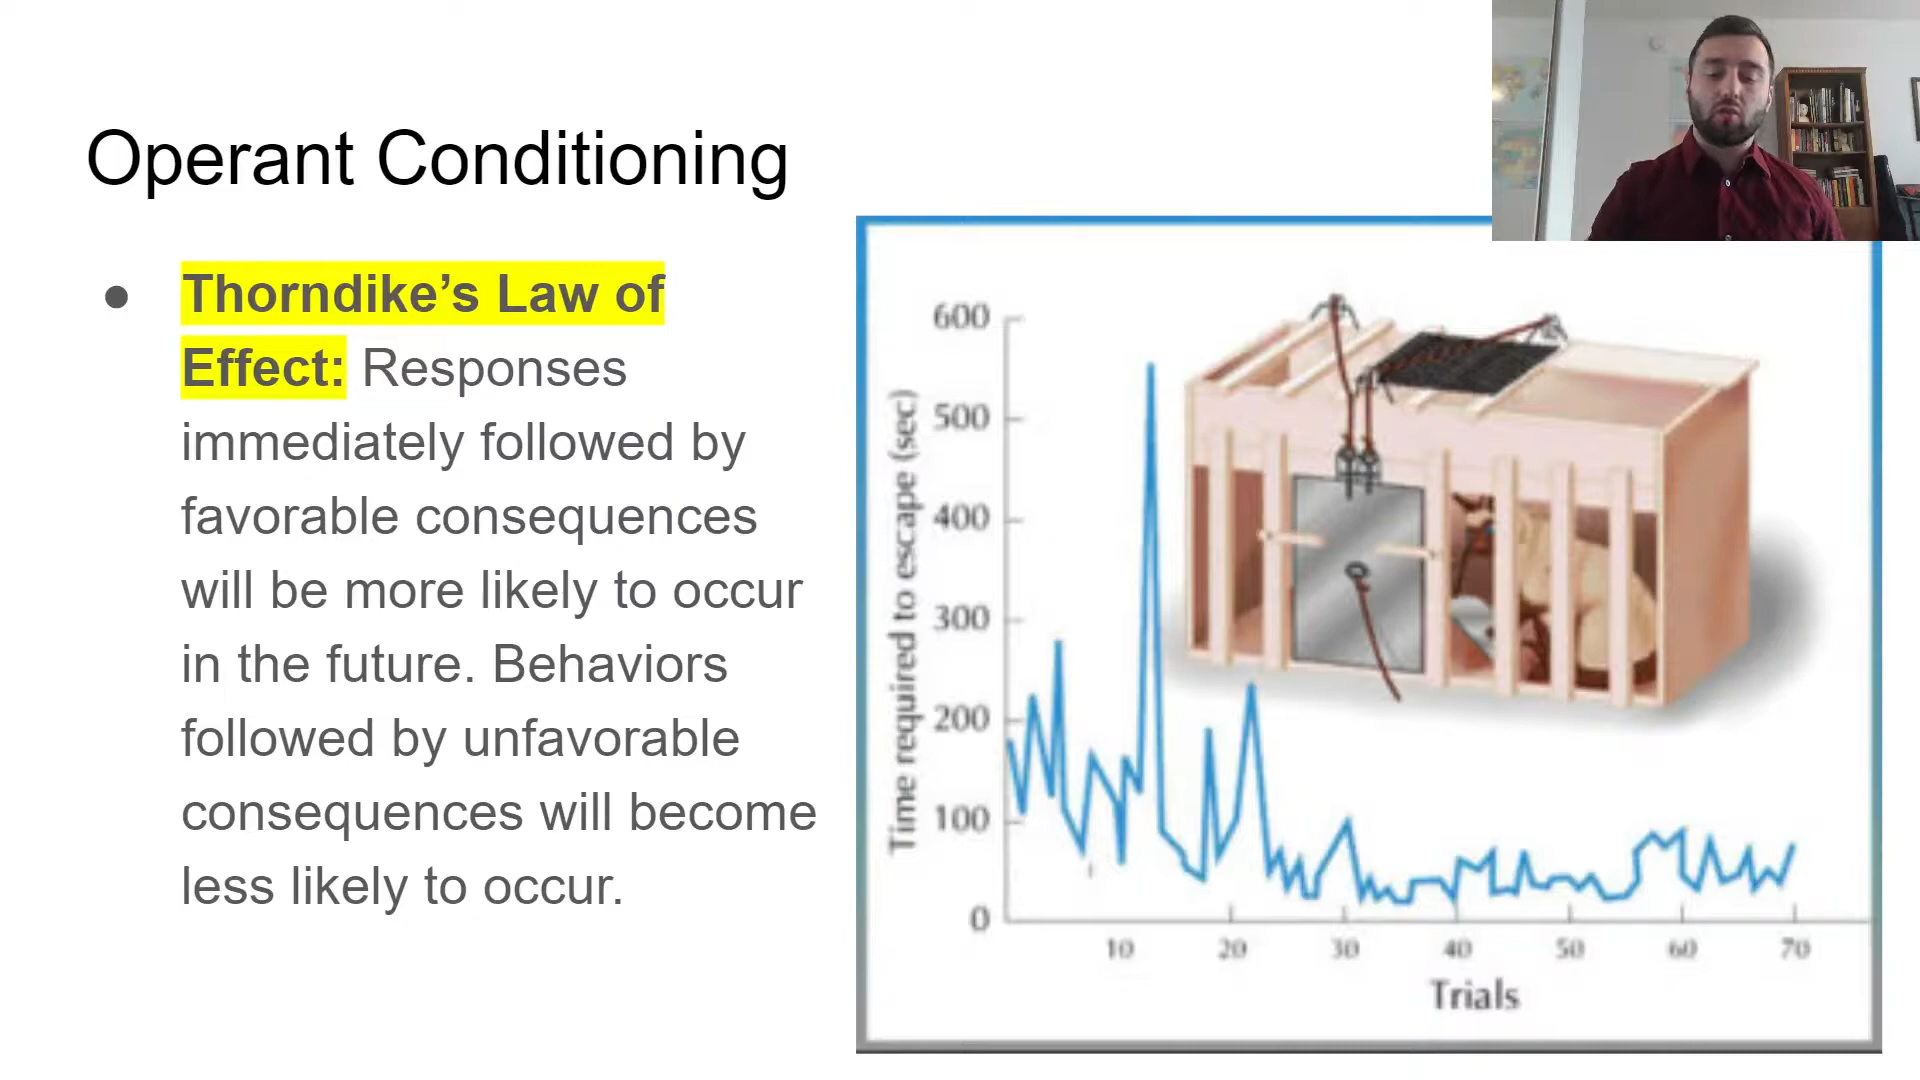 Operant Conditioning
● Thorndike’s Law of
Effect: Responses
immediately followed by
favorable consequences
will be more likely to occur
in the future. Behaviors
followed by unfavorable
consequences will become
less likely to occur.
Time required to escape (sec)
600
500
400
300
200
100
0
10 20 30 40 50 60 70
Trials